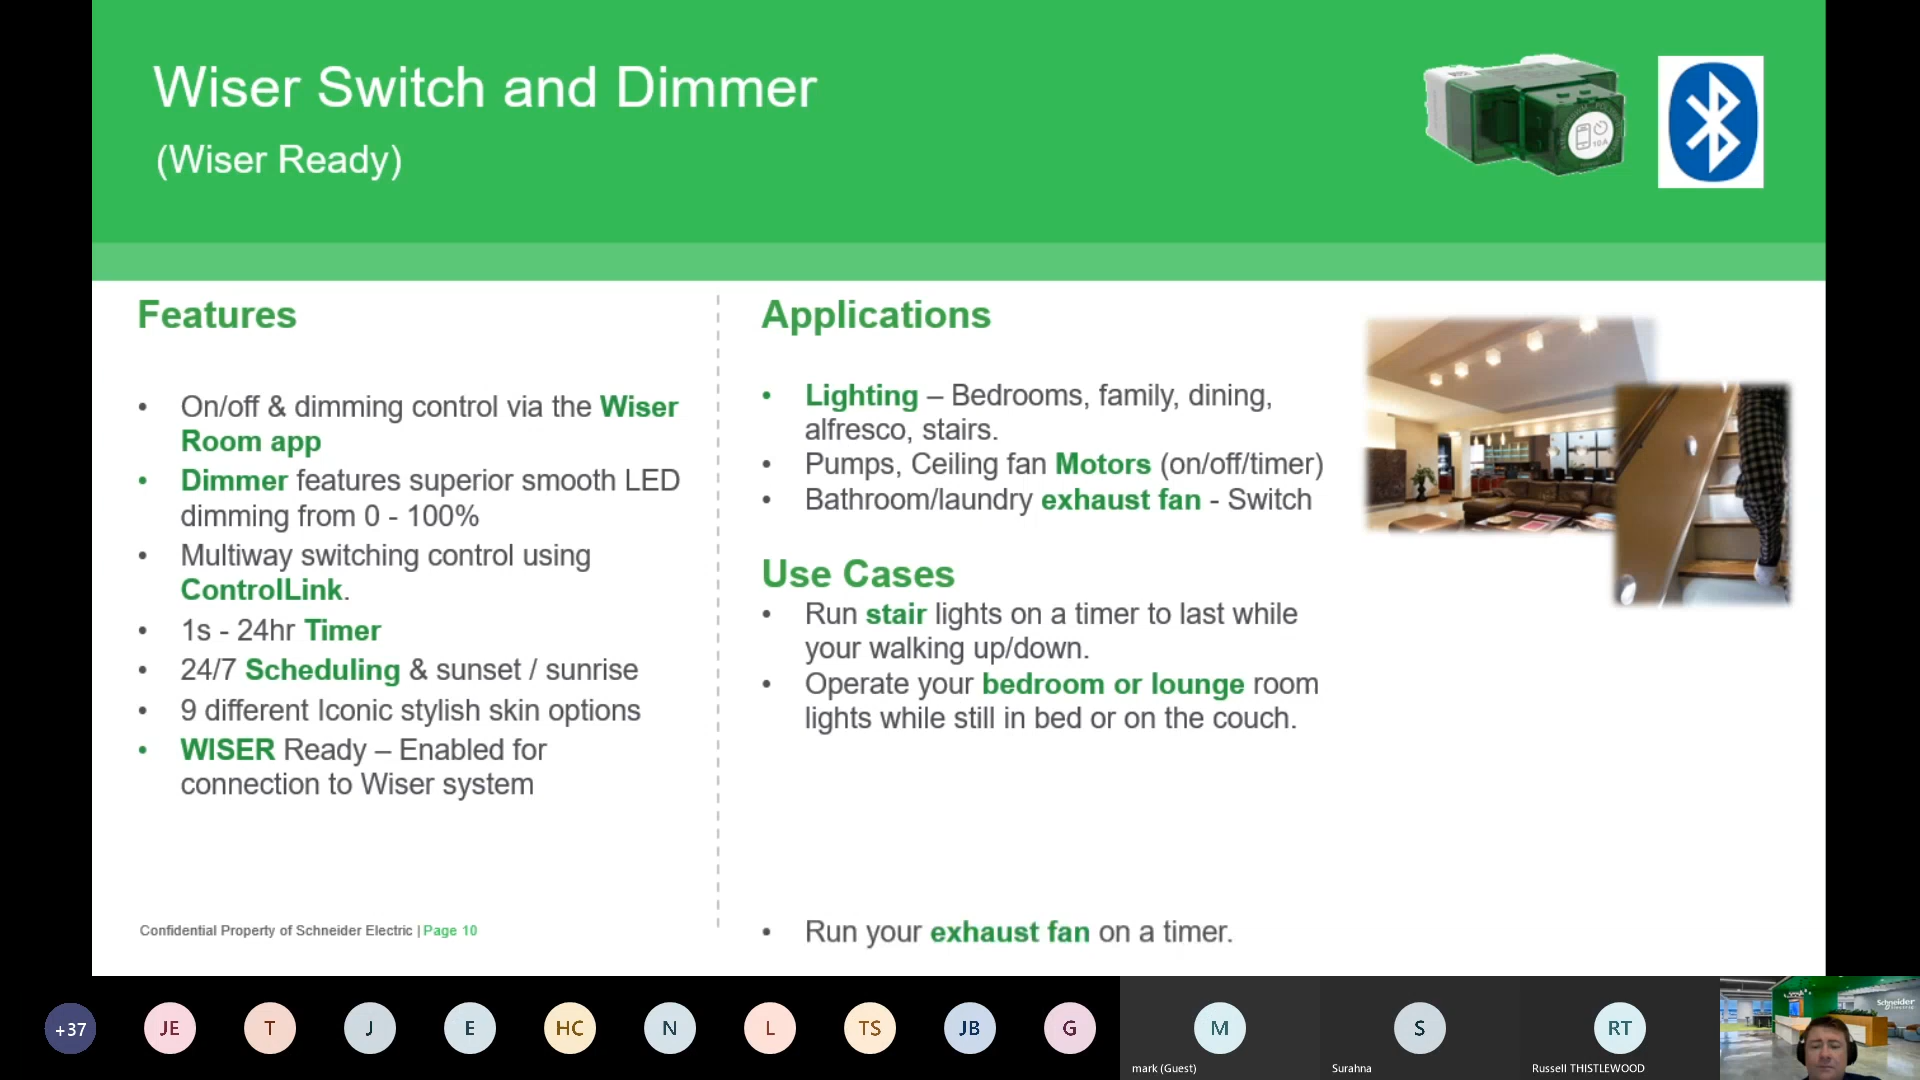 Wiser Switch and Dimmer
(Wiser Ready)
10A
Features
• On/off & dimming control via the Wiser
Room app
• Dimmer features superior smooth LED
dimming from 0 - 100%
• Multiway switching control using
ControlLink.
• 1s - 24hr Timer
• 24/7 Scheduling & sunset / sunrise
• 9 different Iconic stylish skin options
• WISER Ready – Enabled for
connection to Wiser system
Applications
• Lighting – Bedrooms, family, dining,
alfresco, stairs.
• Pumps, Ceiling fan Motors (on/off/timer)
• Bathroom/laundry exhaust fan - Switch
Use Cases
• Run stair lights on a timer to last while
your walking up/down.
• Operate your bedroom or lounge room
lights while still in bed or on the couch.
• Run your exhaust fan on a timer.
Confidential Property of Schneider Electric | Page 10
+37
JE
T
J
E
HC
N
L
TS
JB
G
M
mark (Guest)
S
Surahna
RT
Russell THISTLEWOOD
Schneider